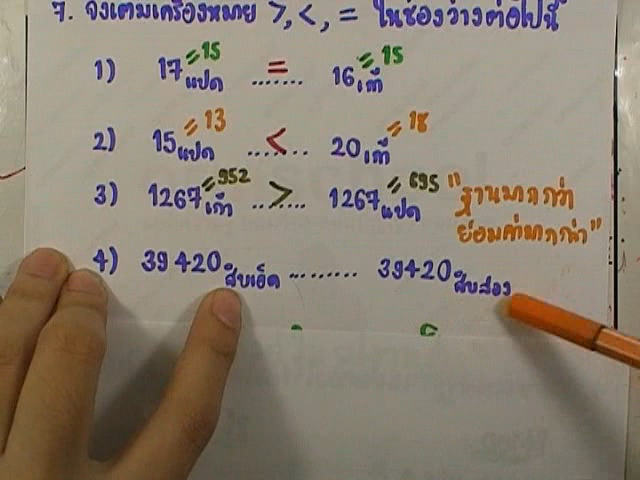 7. จงเติมเครื่องหมาย >, <, = ในช่องว่างต่อไปนี้
1) 17แปด = 15 ....... = 16เก้า = 15
2) 15แปด = 13 ....... < 20เก้า = 18
3) 1267เก้า = 952 ....... > 1267แปด = 695 "ฐานมากกว่า
ย่อมค่ามากกว่า"
4) 39420สิบเอ็ด ........ 39420สิบสอง